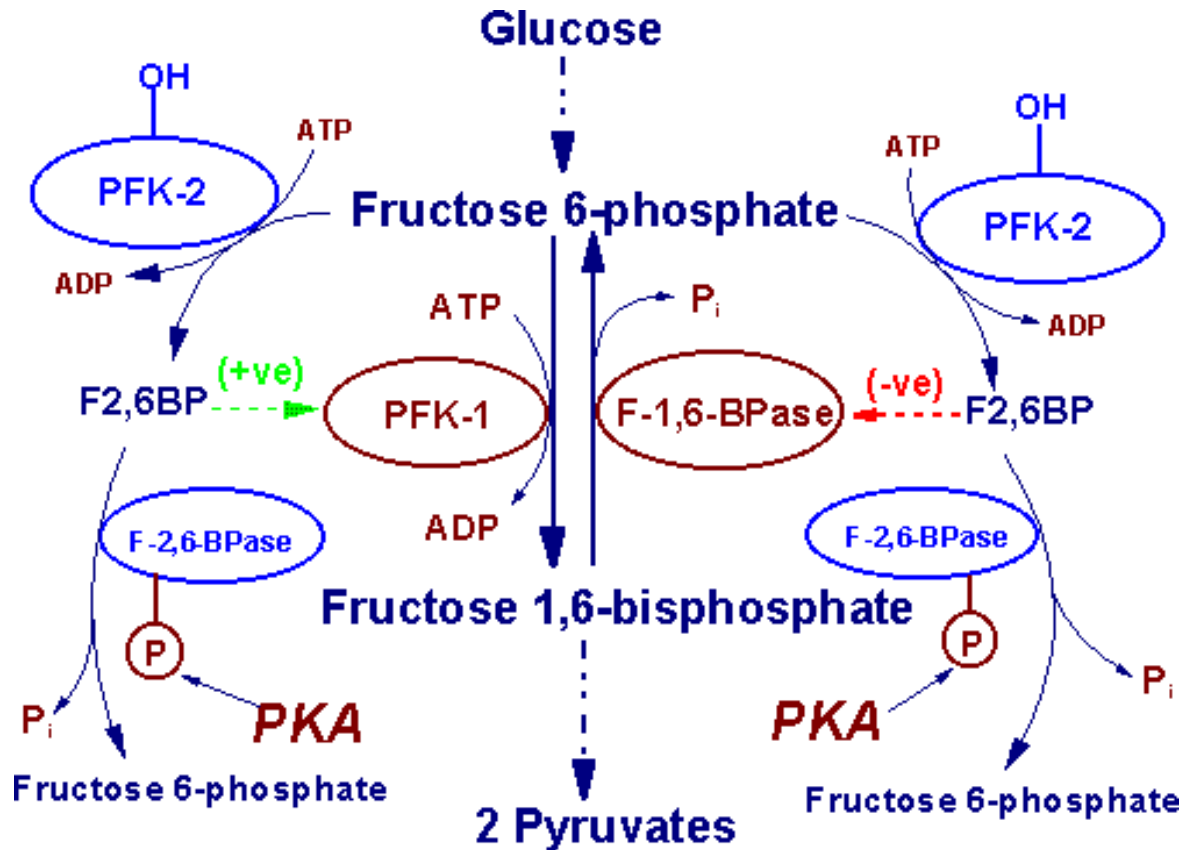 Glucose
OH
ATP
PFK-2
ADP
OH
ATP
PFK-2
ADP
Fructose 6-phosphate
ATP
Pi
F2,6BP
(+ve)
PFK-1
F-1,6-BPase
(-ve)
F2,6BP
ADP
F-2,6-BPase
P
PKA
Pi
Fructose 6-phosphate
F-2,6-BPase
P
PKA
Pi
Fructose 6-phosphate
Fructose 1,6-bisphosphate
2 Pyruvates